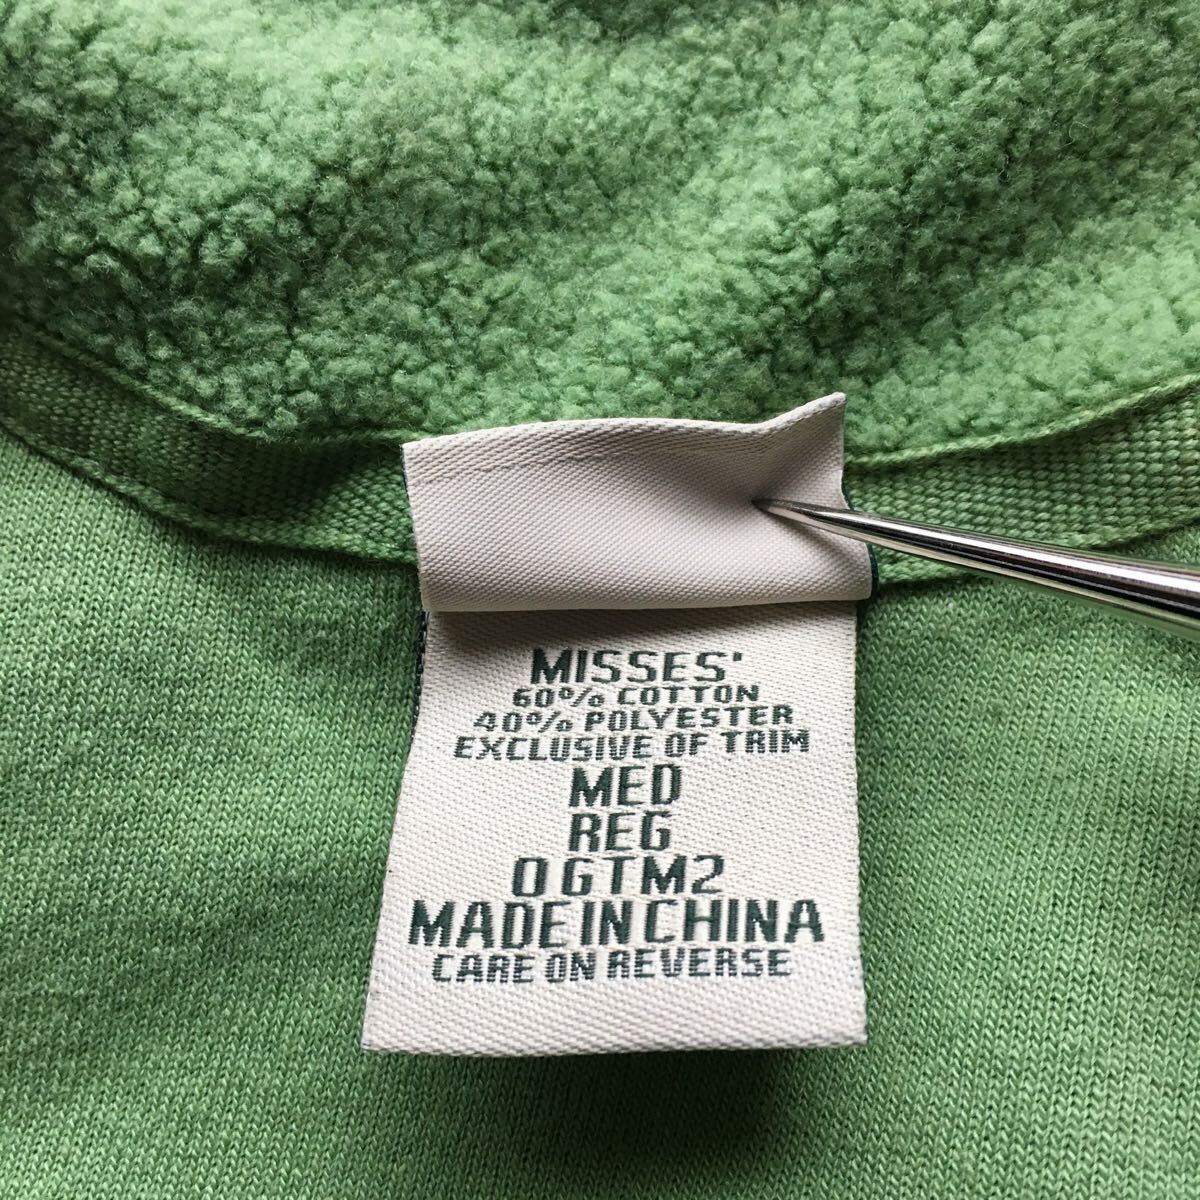 MISSES'
60% COTTON
40% POLYESTER
EXCLUSIVE OF TRIM
MED
REG
0GTM2
MADE IN CHINA
CARE ON REVERSE